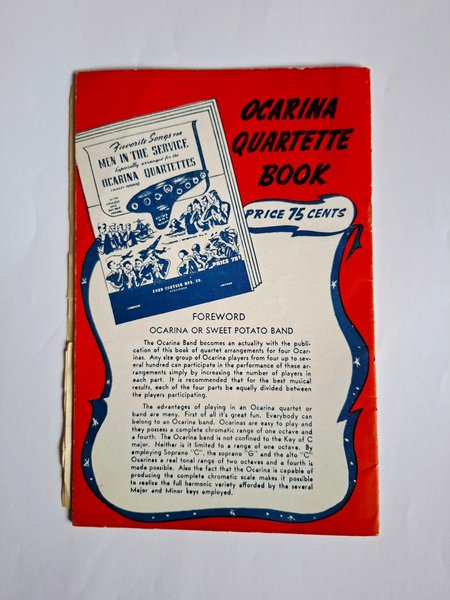 OCARINA
QUARTETTE
BOOK
PRICE 75 CENTS
Favorite Songs for
MEN IN THE SERVICE
Especially arranged for the
OCARINA QUARTETTES
(SWEET POTATO)
PRICE 75¢
FOREWORD
OCARINA OR SWEET POTATO BAND
The Ocarina Band becomes an actuality with the publi-
cation of this book of quartet arrangements for four Ocar-
inas. Any size group of Ocarina players from four up to sev-
eral hundred can participate in the performance of these ar-
rangements simply by increasing the number of players in
each part. It is recommended that for the best musical
results, each of the four parts be equally divided between
the players participating.
The advantages of playing in an Ocarina quartet or
band are many. First of all it's great fun. Everybody can
belong to an Ocarina band. Ocarinas are easy to play and
they possess a complete chromatic range of one octave and
a fourth. The Ocarina band is not confined to the Key of C
major. Neither is it limited to a range of one octave. By
employing Soprano "C", the soprano "G" and the alto "C"
Ocarinas a real tonal range of two octaves and a fourth is
made possible. Also the fact that the Ocarina is capable of
producing the complete chromatic scale makes it possible
to realize the full harmonic variety afforded by the several
Major and Minor keys employed.